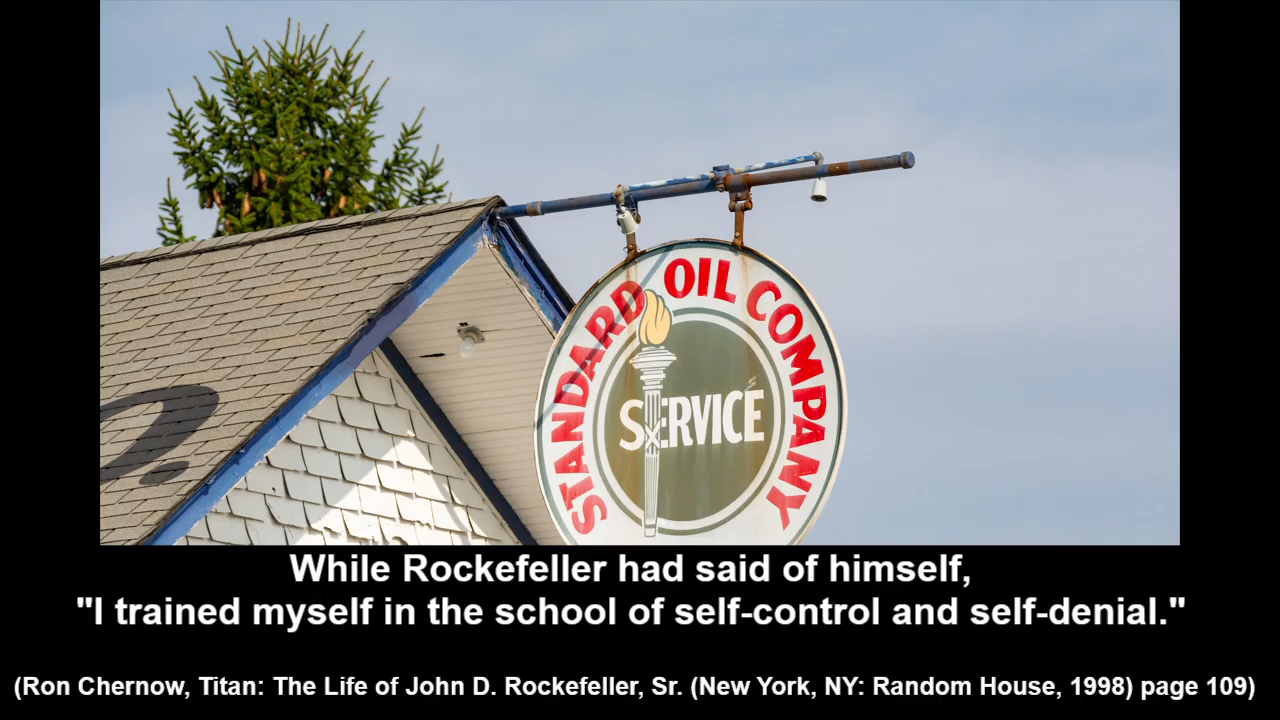 STANDARD OIL COMPANY
SERVICE
While Rockefeller had said of himself,
"I trained myself in the school of self-control and self-denial."
(Ron Chernow, Titan: The Life of John D. Rockefeller, Sr. (New York, NY: Random House, 1998) page 109)